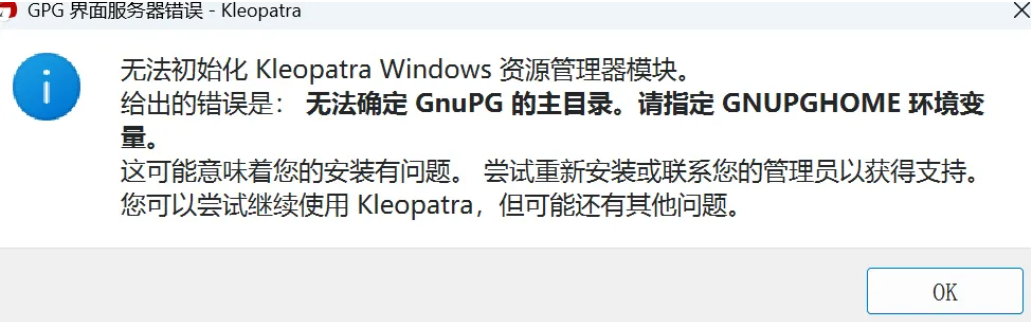 GPG 界面服务器错误 - Kleopatra
无法初始化 Kleopatra Windows 资源管理器模块。
给出的错误是： 无法确定 GnuPG 的主目录。请指定 GNUPGHOME 环境变
量。
这可能意味着您的安装有问题。 尝试重新安装或联系您的管理员以获得支持。
您可以尝试继续使用 Kleopatra，但可能还有其他问题。
OK